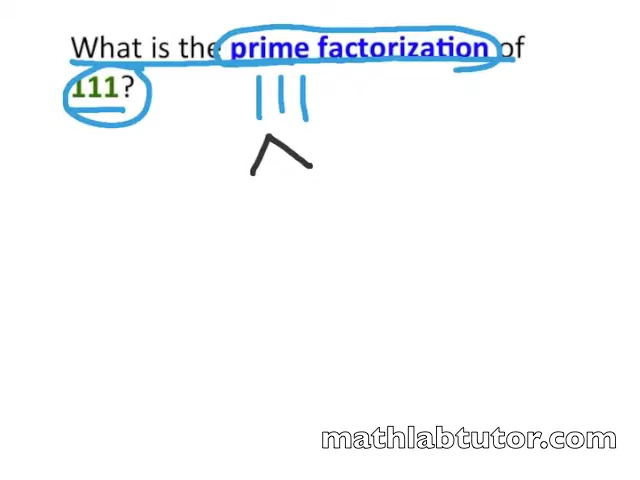 What is the prime factorization of
111?
111
mathlabtutor.com